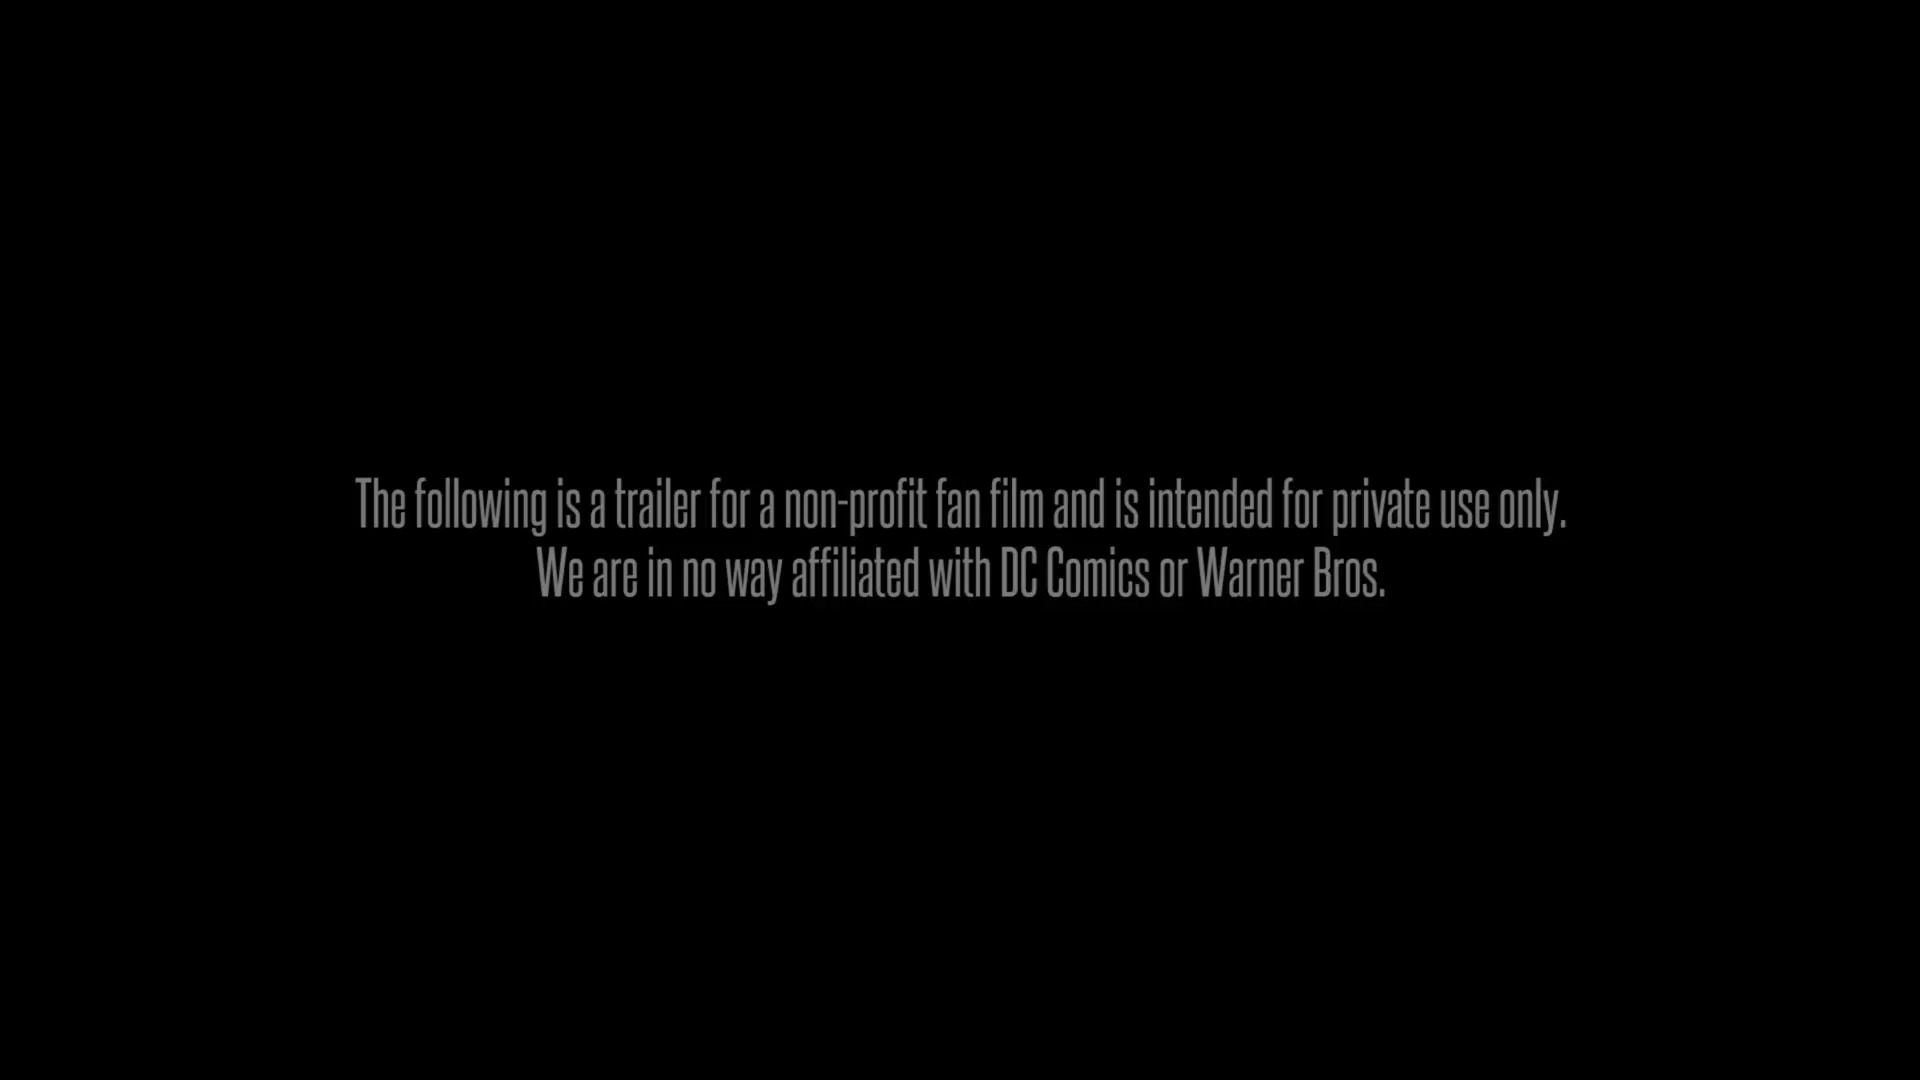 The following is a trailer for a non-profit fan film and is intended for private use only.
We are in no way affiliated with DC Comics or Warner Bros.